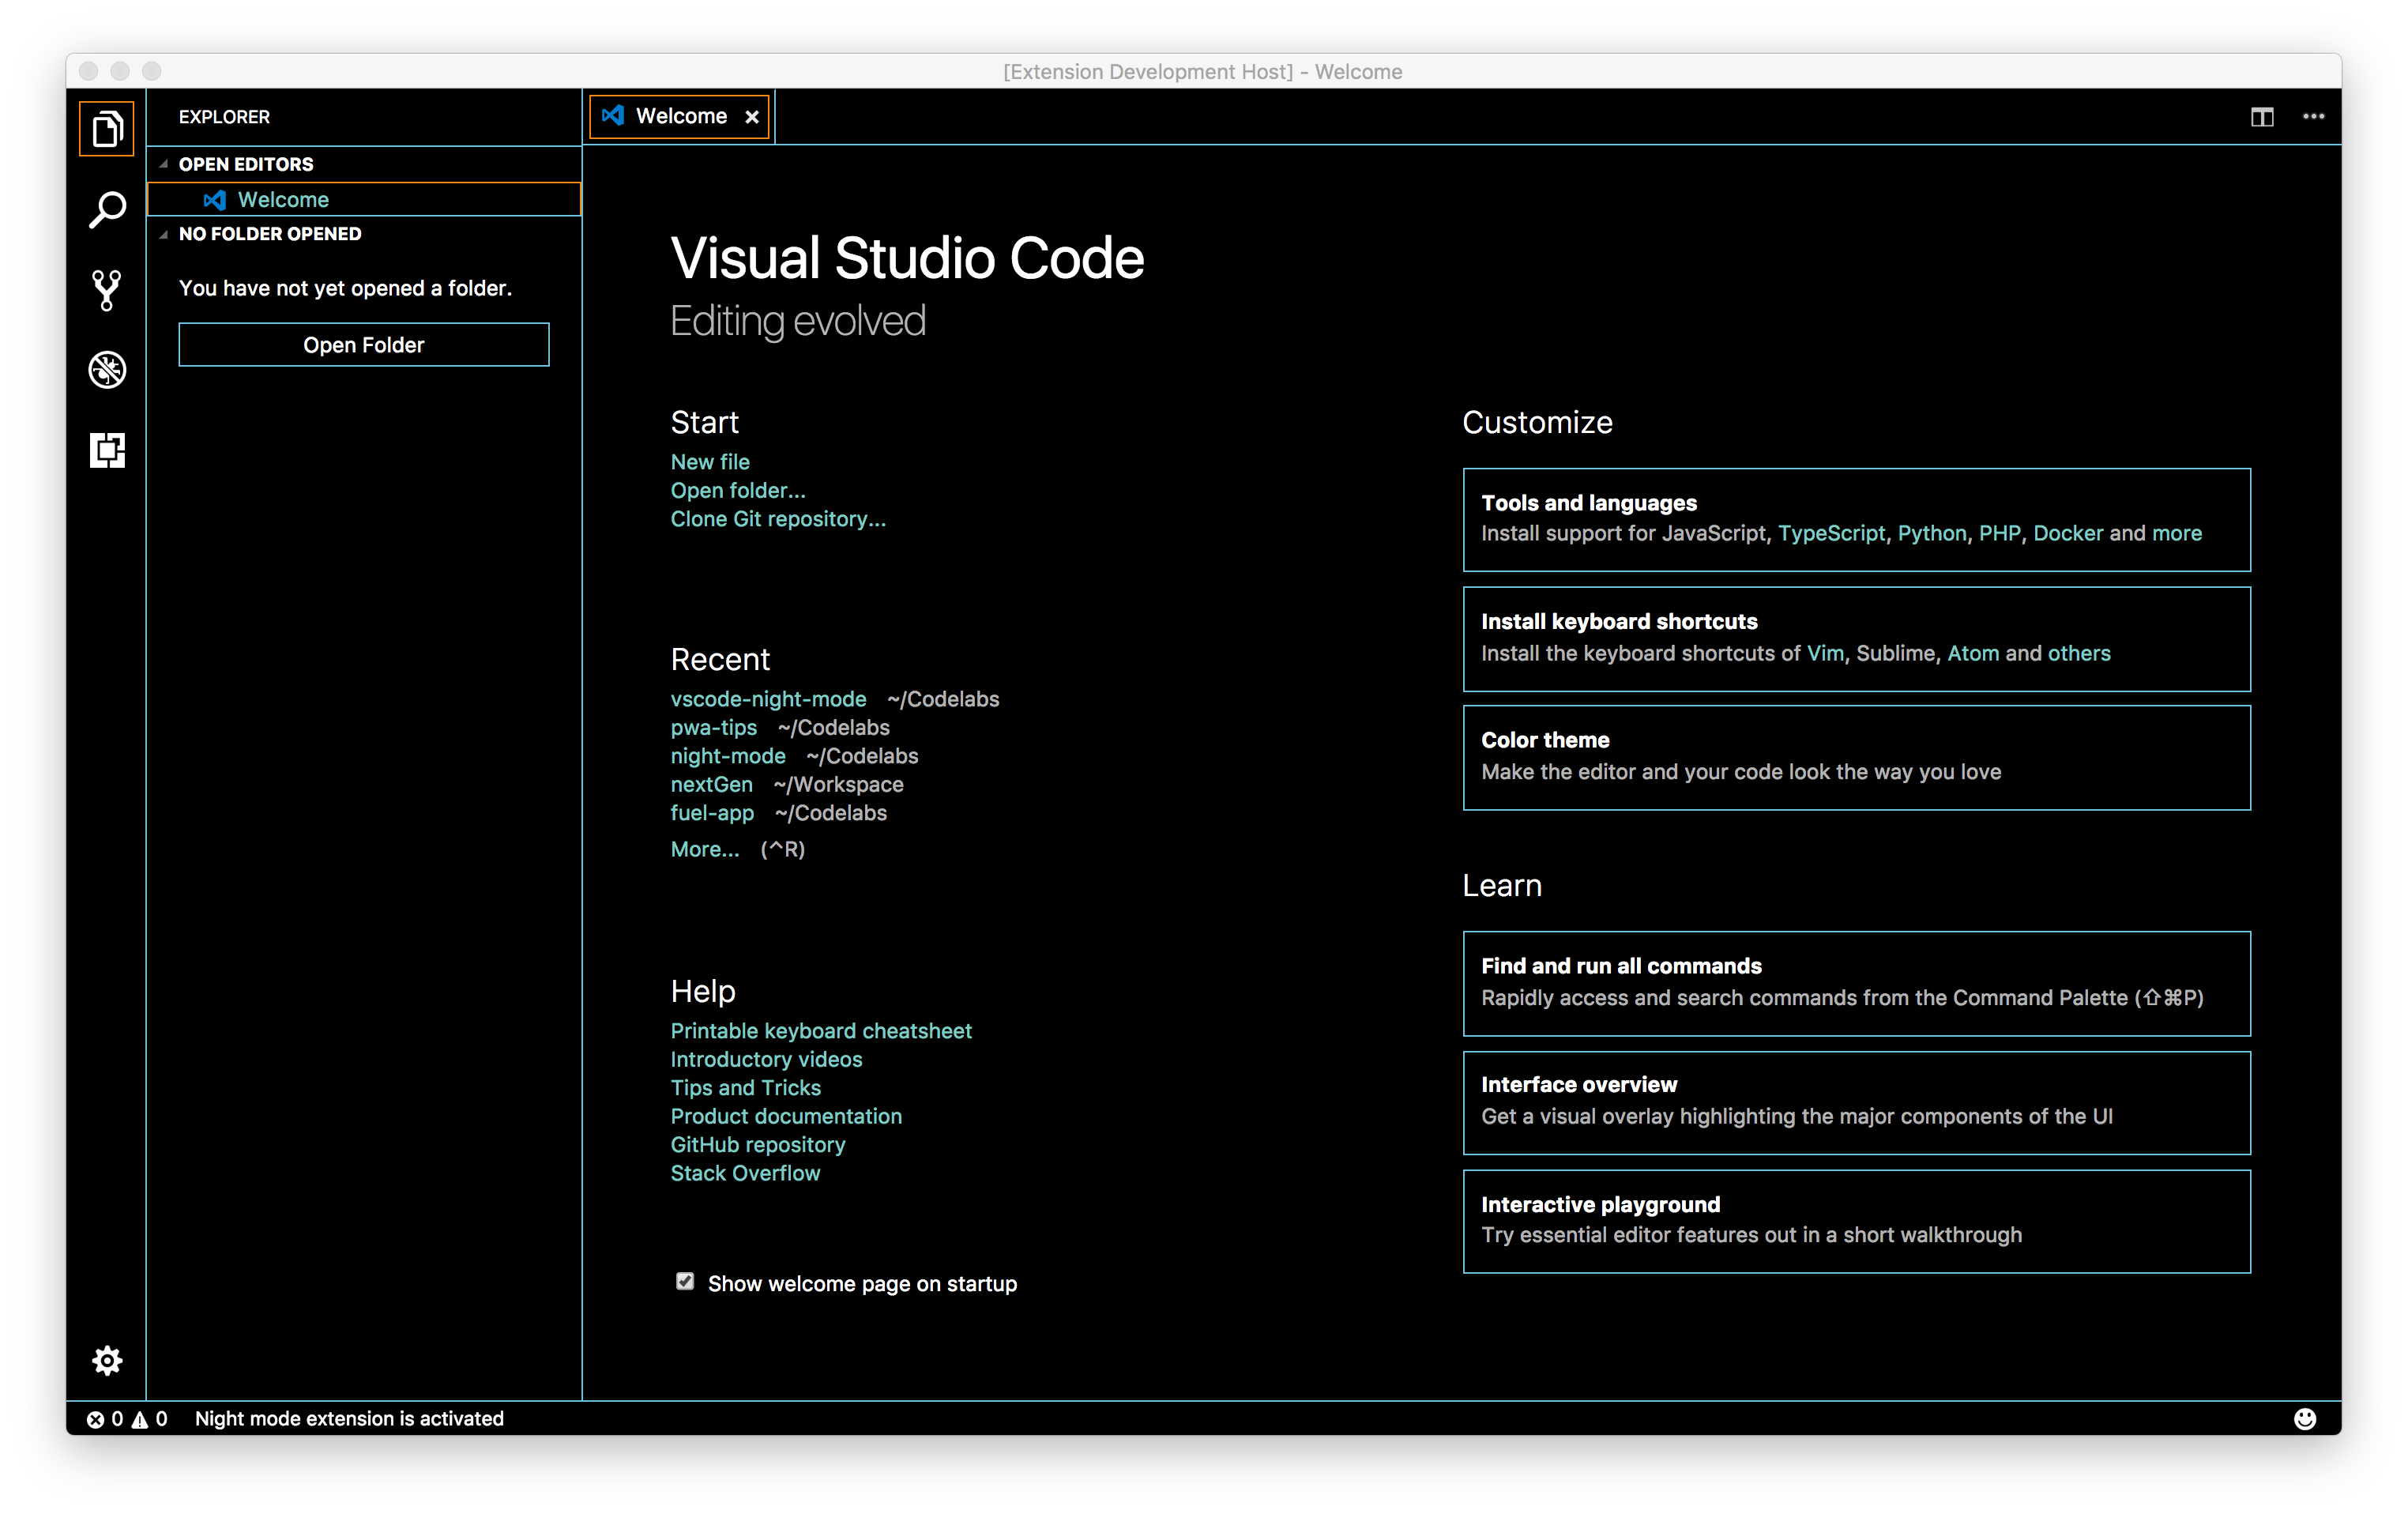 [Extension Development Host] - Welcome
EXPLORER
OPEN EDITORS
Welcome
NO FOLDER OPENED
You have not yet opened a folder.
Open Folder
Welcome
Visual Studio Code
Editing evolved
Start
New file
Open folder...
Clone Git repository...
Recent
vscode-night-mode ~/Codelabs
pwa-tips ~/Codelabs
night-mode ~/Codelabs
nextGen ~/Workspace
fuel-app ~/Codelabs
More... (^R)
Help
Printable keyboard cheatsheet
Introductory videos
Tips and Tricks
Product documentation
GitHub repository
Stack Overflow
Show welcome page on startup
Customize
Tools and languages
Install support for JavaScript, TypeScript, Python, PHP, Docker and more
Install keyboard shortcuts
Install the keyboard shortcuts of Vim, Sublime, Atom and others
Color theme
Make the editor and your code look the way you love
Learn
Find and run all commands
Rapidly access and search commands from the Command Palette (⇧⌘P)
Interface overview
Get a visual overlay highlighting the major components of the UI
Interactive playground
Try essential editor features out in a short walkthrough
0 0 Night mode extension is activated